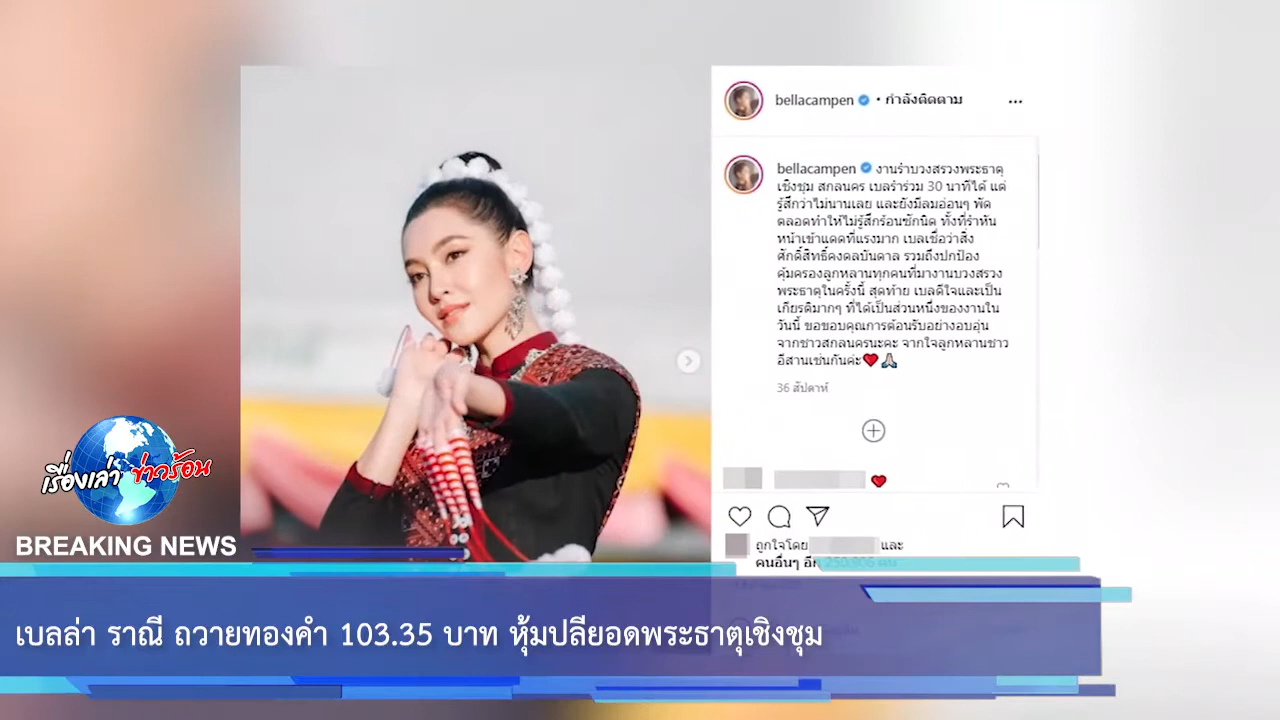 bellacampen • กำลังติดตาม
bellacampen งานรำบวงสรวงพระธาตุ
เชิงชุม สกลนคร เบลรำร่วม 30 นาทีได้ แต่
รู้สึกว่าไม่นานเลย และยังมีลมอ่อนๆ พัด
ตลอดทำให้ไม่รู้สึกร้อนซักนิด ทั้งที่รำหัน
หน้าเข้าแดดที่แรงมาก เบลเชื่อว่าสิ่ง
ศักดิ์สิทธิ์คงดลบันดาล รวมถึงปกป้อง
คุ้มครองลูกหลานทุกคนที่มางานบวงสรวง
พระธาตุในครั้งนี้ สุดท้าย เบลดีใจและเป็น
เกียรติมากๆ ที่ได้เป็นส่วนหนึ่งของงานใน
วันนี้ ขอขอบคุณการต้อนรับอย่างอบอุ่น
จากชาวสกลนครนะคะ จากใจลูกหลานชาว
อีสานเช่นกันค่ะ❤️🙏🏻
36 สัปดาห์
❤️
ถูกใจโดย และ
คนอื่นๆ อีก
เรื่องเล่า ข่าวร้อน
BREAKING NEWS
เบลล่า ราณี ถวายทองคำ 103.35 บาท หุ้มปลียอดพระธาตุเชิงชุม